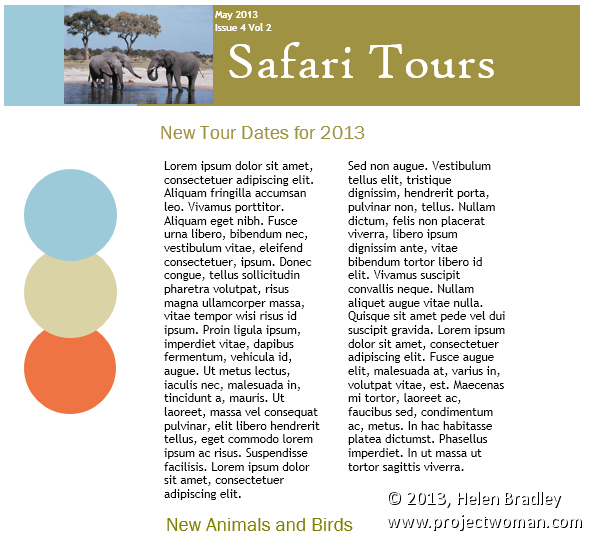 May 2013
Issue 4 Vol 2
Safari Tours
New Tour Dates for 2013
Lorem ipsum dolor sit amet,
consectetuer adipiscing elit.
Aliquam fringilla accumsan
leo. Vivamus porttitor.
Aliquam eget nibh. Fusce
urna libero, bibendum nec,
vestibulum vitae, eleifend
consectetuer, ipsum. Donec
congue, tellus sollicitudin
pharetra volutpat, risus
magna ullamcorper massa,
vitae tempor wisi risus id
ipsum. Proin ligula ipsum,
imperdiet vitae, dapibus
fermentum, vehicula id,
augue. Ut metus lectus,
iaculis nec, malesuada in,
tincidunt a, mauris. Ut
laoreet, massa vel consequat
pulvinar, elit libero hendrerit
tellus, eget commodo lorem
ipsum ac risus. Suspendisse
facilisis. Lorem ipsum dolor
sit amet, consectetuer
adipiscing elit.
Sed non augue. Vestibulum
tellus elit, tristique
dignissim, hendrerit porta,
pulvinar non, tellus. Nullam
dictum, felis non placerat
viverra, libero ipsum
dignissim ante, vitae
bibendum tortor libero id
elit. Vivamus suscipit
convallis neque. Nullam
aliquet augue vitae nulla.
Quisque sit amet pede vel dui
suscipit gravida. Lorem ipsum
dolor sit amet, consectetuer
adipiscing elit. Fusce augue
elit, malesuada at, varius in,
volutpat vitae, est. Maecenas
mi tortor, laoreet ac,
faucibus sed, condimentum
ac, metus. In hac habitasse
platea dictumst. Phasellus
imperdiet. In ut massa ut
tortor sagittis viverra.
New Animals and Birds
© 2013, Helen Bradley
www.projectwoman.com